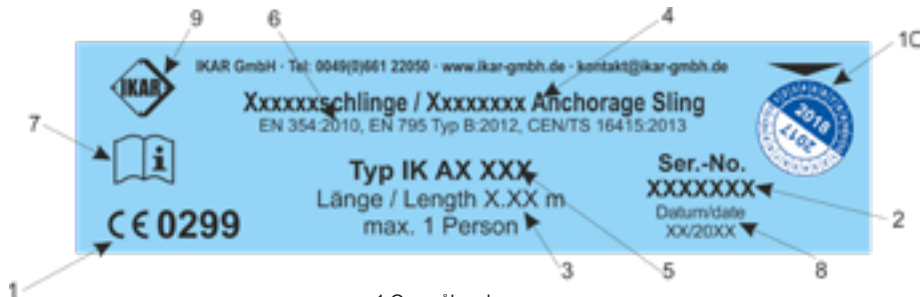 9
6
4
10
IKAR
IKAR GmbH · Tel: 0049(0)661 22050 · www.ikar-gmbh.de · kontakt@ikar-gmbh.de
Xxxxxxschlinge / Xxxxxxxx Anchorage Sling
EN 354:2010, EN 795 Typ B:2012, CEN/TS 16415:2013
2018
2017
7
i
Typ IK AX XXX
Ser.-No.
XXXXXXX
Länge / Length X.XX m
Datum/date
2
CE 0299
max. 1 Person
XX/20XX
1
3
5
8